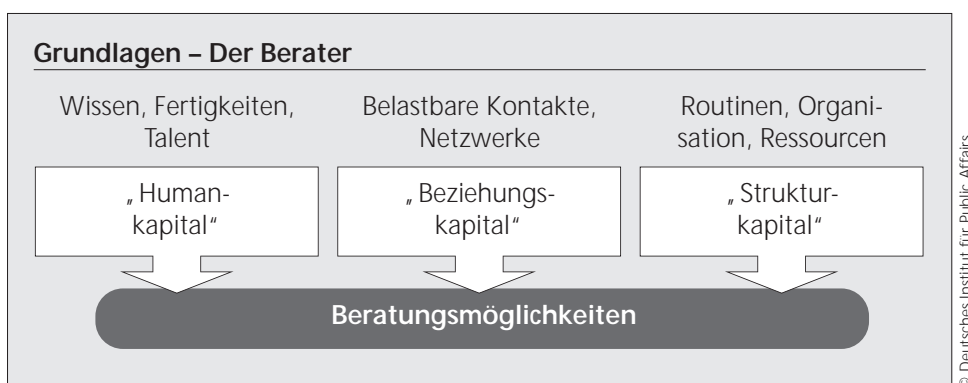 Grundlagen – Der Berater
Wissen, Fertigkeiten,
Talent
„Human-
kapital“
Belastbare Kontakte,
Netzwerke
„Beziehungs-
kapital“
Routinen, Organi-
sation, Ressourcen
„Struktur-
kapital“
Beratungsmöglichkeiten
© Deutsches Institut für Public Affairs